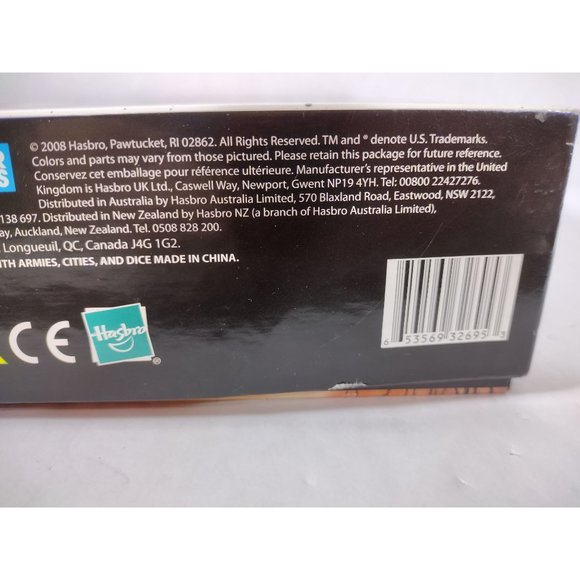 © 2008 Hasbro, Pawtucket, RI 02862. All Rights Reserved. TM and ® denote U.S. Trademarks.
Colors and parts may vary from those pictured. Please retain this package for future reference.
Conservez cet emballage pour référence ultérieure. Manufacturer's representative in the United
Kingdom is Hasbro UK Ltd., Caswell Way, Newport, Gwent NP19 4YH. Tel: 00800 22427276.
Distributed in Australia by Hasbro Australia Limited, 570 Blaxland Road, Eastwood, NSW 2122,
138 697. Distributed in New Zealand by Hasbro NZ (a branch of Hasbro Australia Limited),
ay, Auckland, New Zealand. Tel. 0508 828 200.
Longueuil, QC, Canada J4G 1G2.
TH ARMIES, CITIES, AND DICE MADE IN CHINA.
CE Hasbro ®
6 53569 32695 3